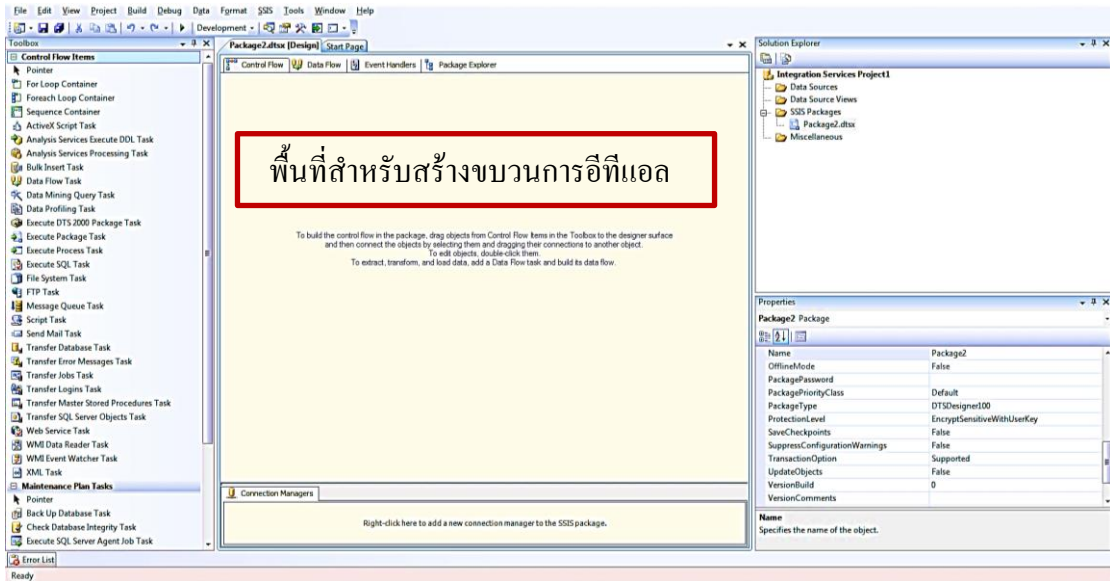 File Edit View Project Build Debug Data Format SSIS Tools Window Help
Development
Toolbox
Control Flow Items
Pointer
For Loop Container
Foreach Loop Container
Sequence Container
ActiveX Script Task
Analysis Services Execute DDL Task
Analysis Services Processing Task
Bulk Insert Task
Data Flow Task
Data Mining Query Task
Data Profiling Task
Execute DTS 2000 Package Task
Execute Package Task
Execute Process Task
Execute SQL Task
File System Task
FTP Task
Message Queue Task
Script Task
Send Mail Task
Transfer Database Task
Transfer Error Messages Task
Transfer Jobs Task
Transfer Logins Task
Transfer Master Stored Procedures Task
Transfer SQL Server Objects Task
Web Service Task
WMI Data Reader Task
WMI Event Watcher Task
XML Task
Maintenance Plan Tasks
Pointer
Back Up Database Task
Check Database Integrity Task
Execute SQL Server Agent Job Task
Package2.dtsx [Design] Start Page
Control Flow Data Flow Event Handlers Package Explorer
พื้นที่สำหรับสร้างขบวนการอีทีแอล
To build the control flow in the package, drag objects from Control Flow Items in the Toolbox to the designer surface
and then connect the objects by selecting them and dragging their connections to another object.
To edit objects, double-click them.
To extract, transform, and load data, add a Data Flow task and build its data flow.
Connection Managers
Right-click here to add a new connection manager to the SSIS package.
Solution Explorer
Integration Services Project1
Data Sources
Data Source Views
SSIS Packages
Package2.dtsx
Miscellaneous
Properties
Package2 Package
Name Package2
OfflineMode False
PackagePassword
PackagePriorityClass Default
PackageType DTSDesigner100
ProtectionLevel EncryptSensitiveWithUserKey
SaveCheckpoints False
SuppressConfigurationWarnings False
TransactionOption Supported
UpdateObjects False
VersionBuild 0
VersionComments
Name
Specifies the name of the object.
Error List
Ready